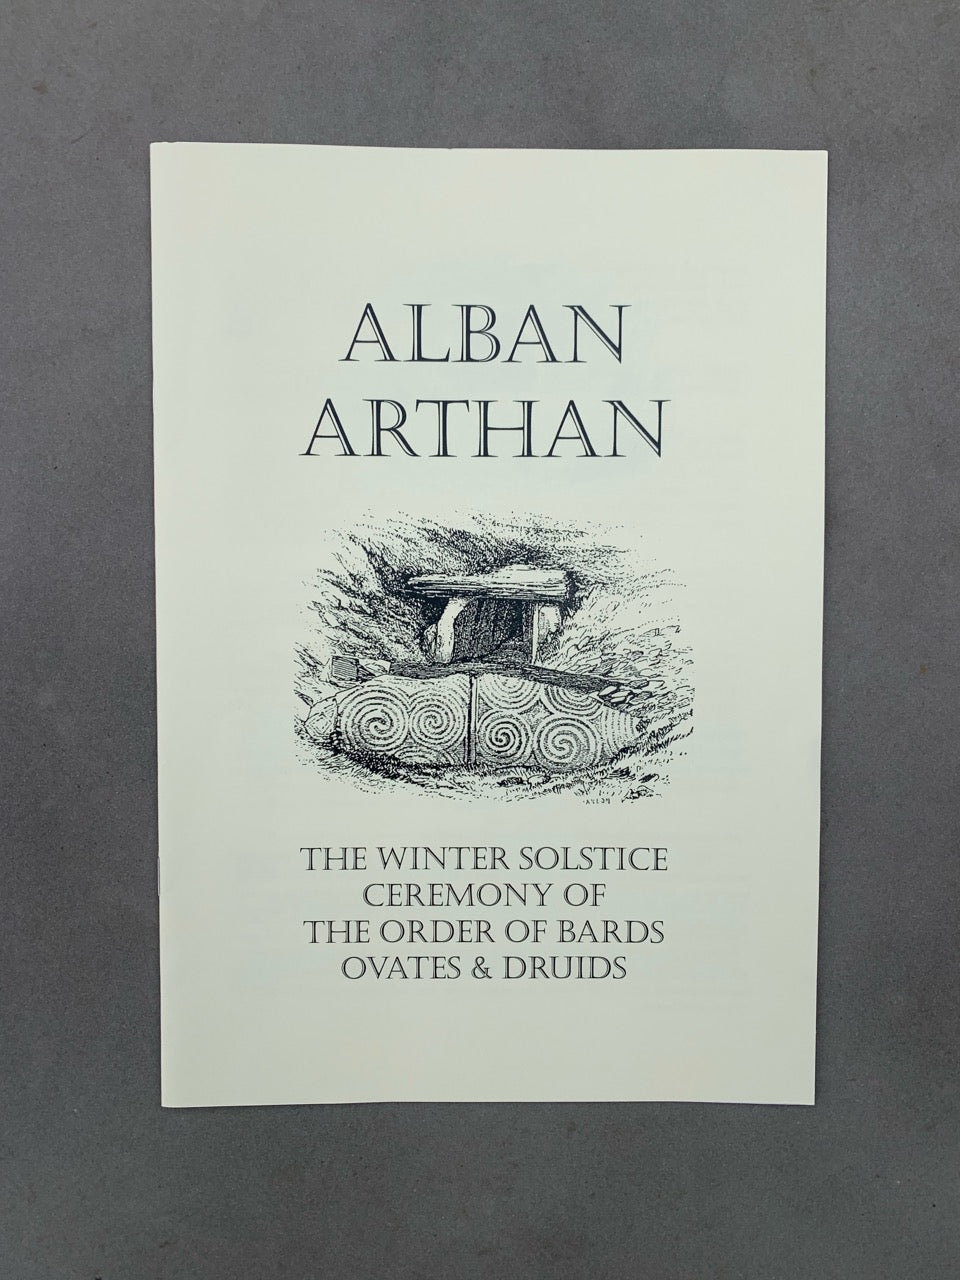 ALBAN
ARTHAN
THE WINTER SOLSTICE
CEREMONY OF
THE ORDER OF BARDS
OVATES & DRUIDS